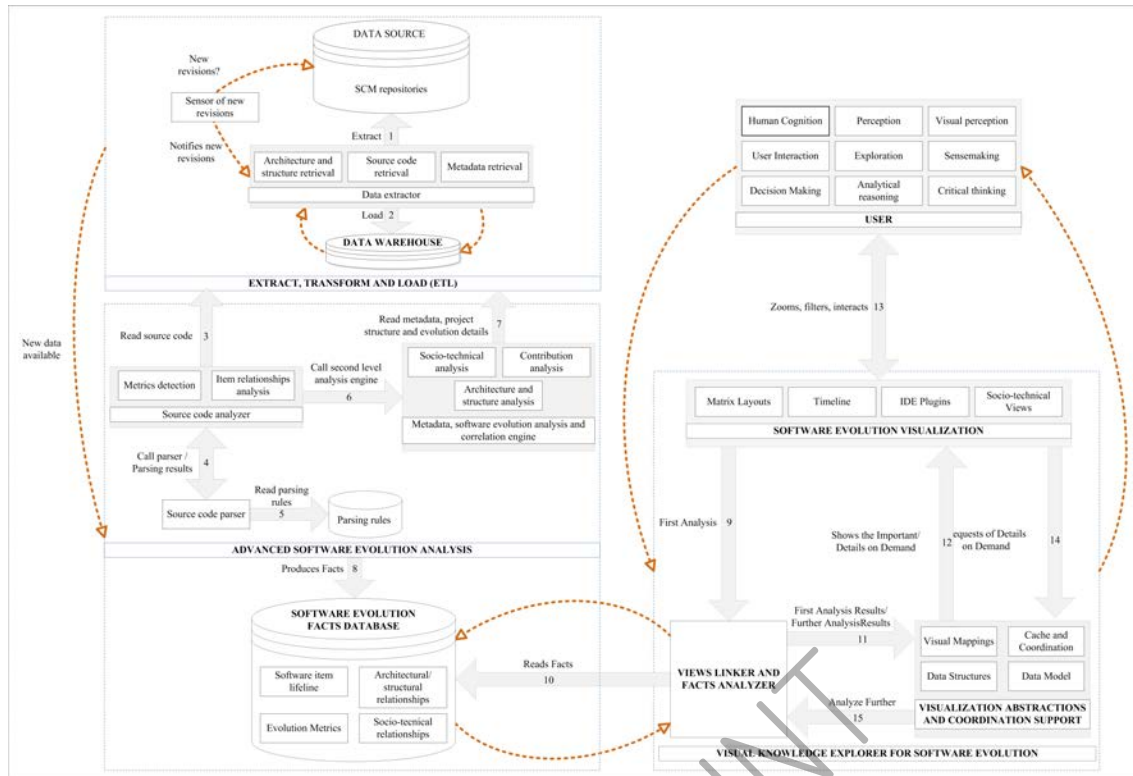 DATA SOURCE
SCM repositories
New
revisions?
Sensor of new
revisions
Notifies new
revisions
Extract 1
Architecture and
structure retrieval
Source code
retrieval
Metadata retrieval
Data extractor
Load 2
DATA WAREHOUSE
EXTRACT, TRANSFORM AND LOAD (ETL)
New data
available
Read source code 3
Read metadata, project
structure and evolution details
7
Metrics detection
Item relationships
analysis
Source code analyzer
Call second level
analysis engine
6
Socio-technical
analysis
Contribution
analysis
Architecture and
structure analysis
Metadata, software evolution analysis and
correlation engine
Call parser /
Parsing results
4
Source code parser
Read parsing
rules
5
Parsing rules
ADVANCED SOFTWARE EVOLUTION ANALYSIS
Produces Facts 8
SOFTWARE EVOLUTION
FACTS DATABASE
Software item
lifeline
Architectural/
structural
relationships
Evolution Metrics
Socio-tecnical
relationships
Human Cognition
Perception
Visual perception
User Interaction
Exploration
Sensemaking
Decision Making
Analytical
reasoning
Critical thinking
USER
Zooms, filters, interacts 13
Matrix Layouts
Timeline
IDE Plugins
Socio-technical
Views
SOFTWARE EVOLUTION VISUALIZATION
First Analysis 9
Shows the Important/
Details on Demand
12
equests of Details
on Demand
14
First Analysis Results/
Further AnalysisResults
11
Reads Facts
10
VIEWS LINKER AND
FACTS ANALYZER
Visual Mappings
Cache and
Coordination
Data Structures
Data Model
Analyze Further
15
VISUALIZATION ABSTRACTIONS
AND COORDINATION SUPPORT
VISUAL KNOWLEDGE EXPLORER FOR SOFTWARE EVOLUTION